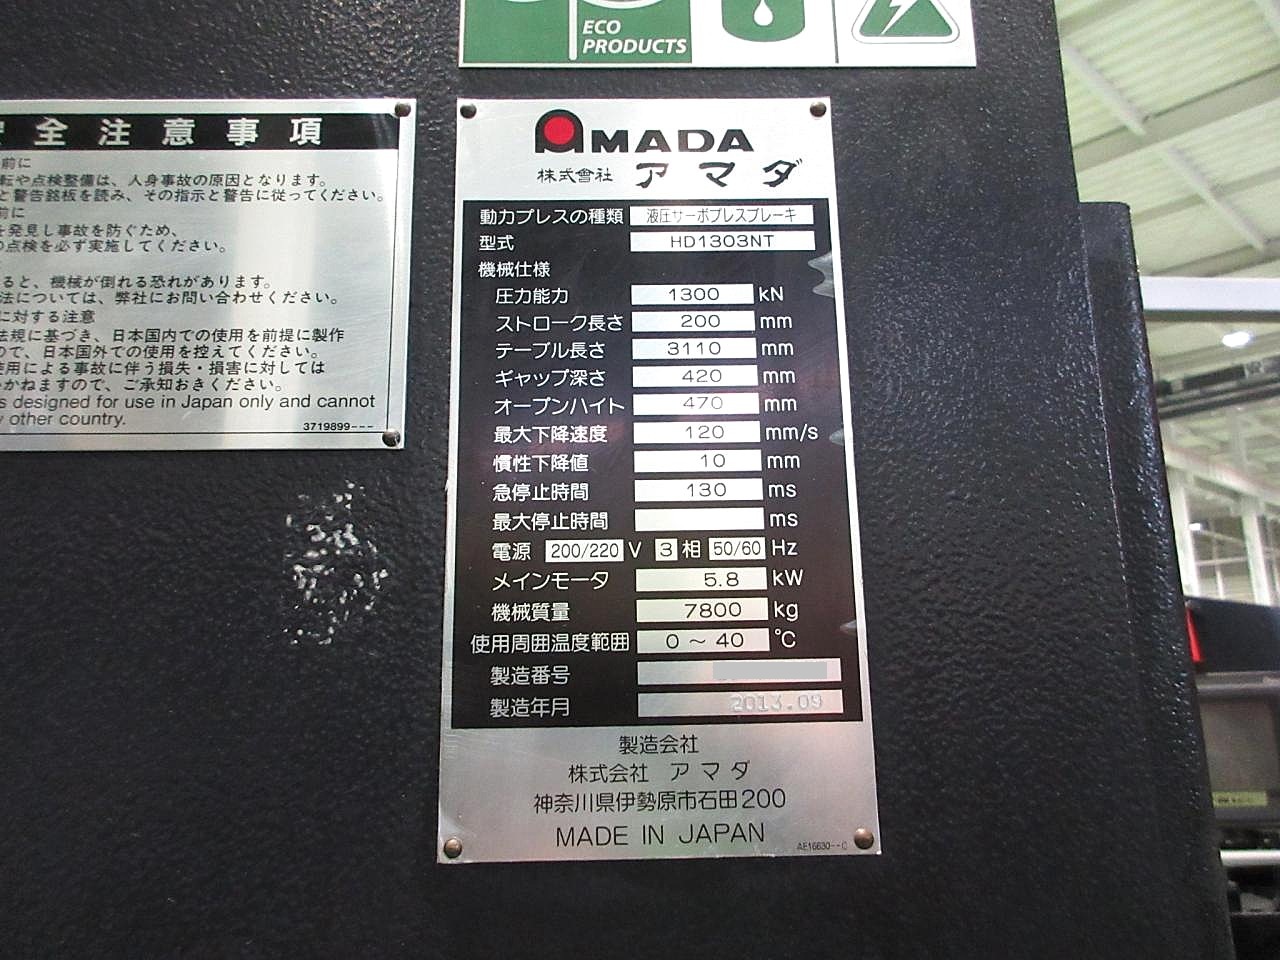 ECO
PRODUCTS
全注意事項
前に
転や点検整備は、人身事故の原因となります。
と警告銘板を読み、その指示と警告に従ってください。
前に
を発見し事故を防ぐため、
の点検を必ず実施してください。
ると、機械が倒れる恐れがあります。
法については、弊社にお問い合わせください。
に対する注意
法規に基づき、日本国内での使用を前提に製作
ので、日本国外での使用を控えてください。
使用による事故に伴う損失・損害に対しては
いかねますので、ご承知おきください。
s designed for use in Japan only and cannot
other country.
3719899---
AMADA
株式會社 アマダ
動力プレスの種類 液圧サーボプレスブレーキ
型式 HD1303NT
機械仕様
圧力能力 1300 kN
ストローク長さ 200 mm
テーブル長さ 3110 mm
ギャップ深さ 420 mm
オープンハイト 470 mm
最大下降速度 120 mm/s
慣性下降値 10 mm
急停止時間 130 ms
最大停止時間 ms
電源 200/220 V 3 相 50/60 Hz
メインモータ 5.8 kW
機械質量 7800 kg
使用周囲温度範囲 0 ～ 40 ℃
製造番号
製造年月 2013.09
製造会社
株式会社 アマダ
神奈川県伊勢原市石田200
MADE IN JAPAN
AE16630--C